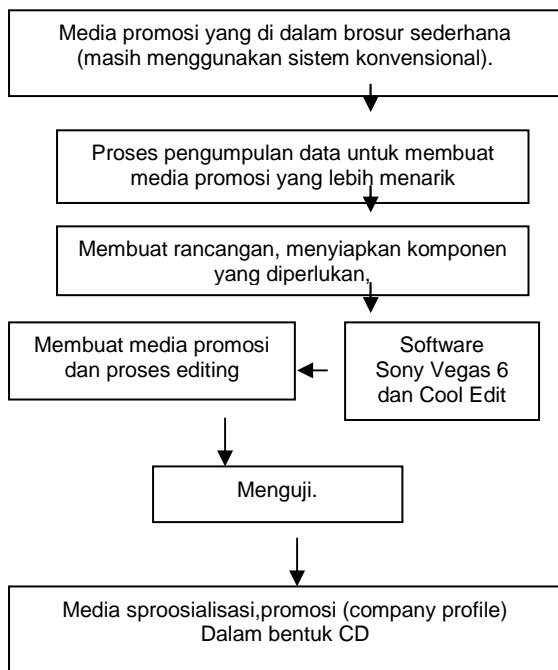 Media promosi yang di dalam brosur sederhana
(masih menggunakan sistem konvensional).
Proses pengumpulan data untuk membuat
media promosi yang lebih menarik
Membuat rancangan, menyiapkan komponen
yang diperlukan,
Membuat media promosi
dan proses editing
Software
Sony Vegas 6
dan Cool Edit
Menguji.
Media sproosialisasi,promosi (company profile)
Dalam bentuk CD